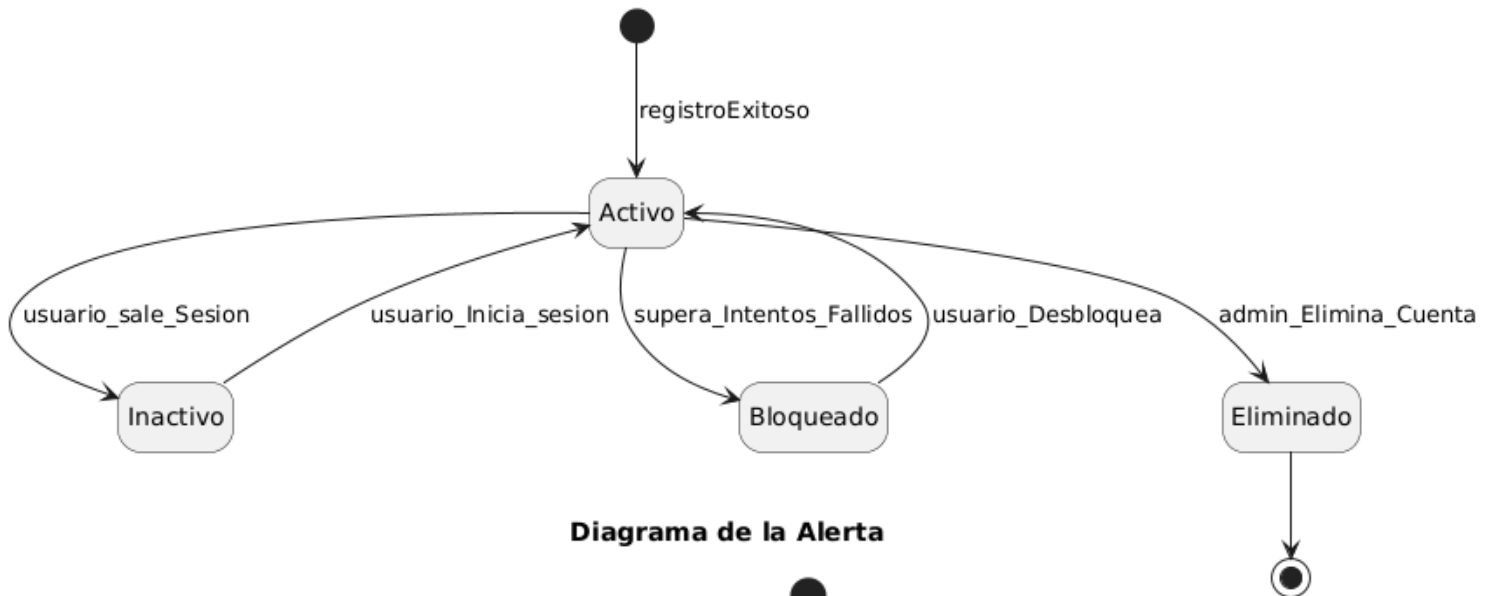 registroExitoso
Activo
usuario_sale_Sesion
usuario_Inicia_sesion
supera_Intentos_Fallidos
usuario_Desbloquea
admin_Elimina_Cuenta
Inactivo
Bloqueado
Eliminado
Diagrama de la Alerta